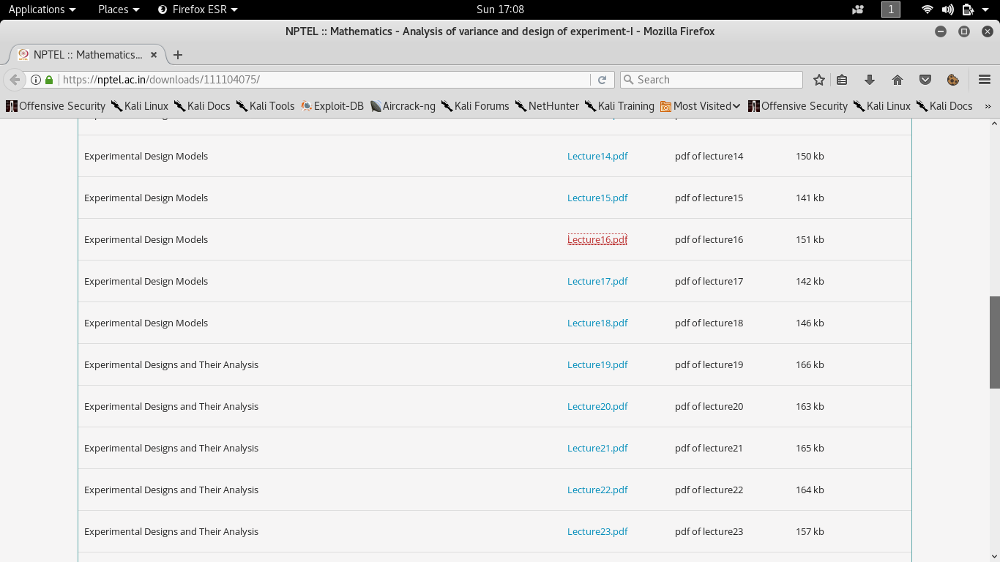 Applications Places Firefox ESR Sun 17:08 1
NPTEL :: Mathematics - Analysis of variance and design of experiment-I - Mozilla Firefox
NPTEL :: Mathematics...
https://nptel.ac.in/downloads/111104075/ Search
Offensive Security Kali Linux Kali Docs Kali Tools Exploit-DB Aircrack-ng Kali Forums NetHunter Kali Training Most Visited Offensive Security Kali Linux Kali Docs »
Experimental Design Models Lecture14.pdf pdf of lecture14 150 kb
Experimental Design Models Lecture15.pdf pdf of lecture15 141 kb
Experimental Design Models Lecture16.pdf pdf of lecture16 151 kb
Experimental Design Models Lecture17.pdf pdf of lecture17 142 kb
Experimental Design Models Lecture18.pdf pdf of lecture18 146 kb
Experimental Designs and Their Analysis Lecture19.pdf pdf of lecture19 166 kb
Experimental Designs and Their Analysis Lecture20.pdf pdf of lecture20 163 kb
Experimental Designs and Their Analysis Lecture21.pdf pdf of lecture21 165 kb
Experimental Designs and Their Analysis Lecture22.pdf pdf of lecture22 164 kb
Experimental Designs and Their Analysis Lecture23.pdf pdf of lecture23 157 kb